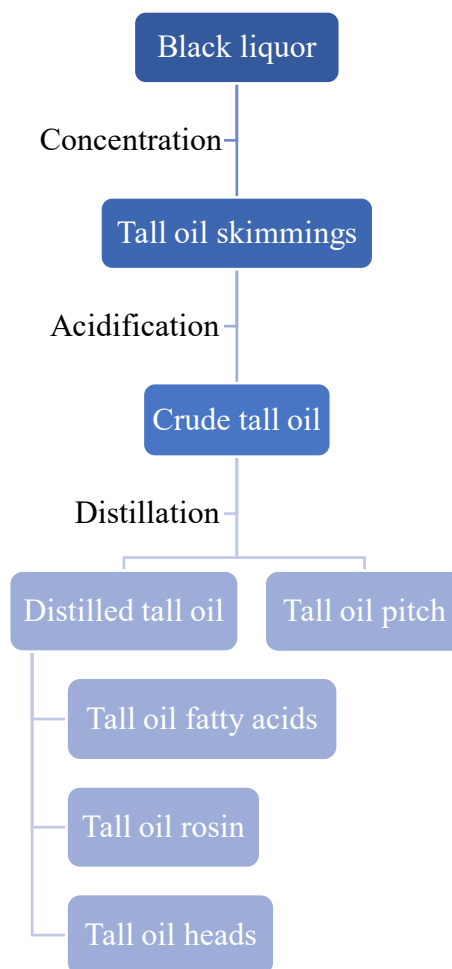 Black liquor
Concentration
Tall oil skimmings
Acidification
Crude tall oil
Distillation
Distilled tall oil
Tall oil pitch
Tall oil fatty acids
Tall oil rosin
Tall oil heads